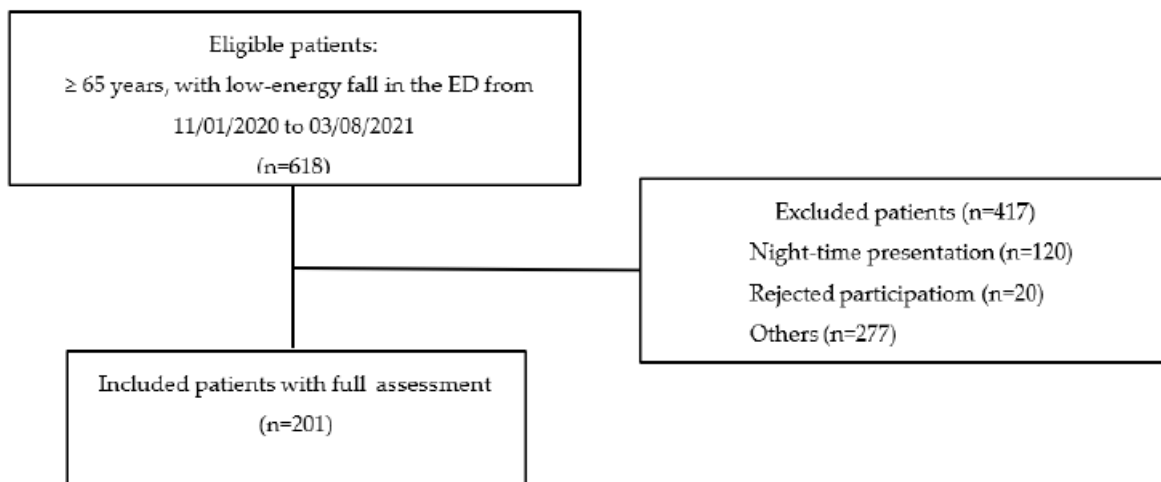 Eligible patients:
≥ 65 years, with low-energy fall in the ED from
11/01/2020 to 03/08/2021
(n=618)
Excluded patients (n=417)
Night-time presentation (n=120)
Rejected participatiom (n=20)
Others (n=277)
Included patients with full assessment
(n=201)